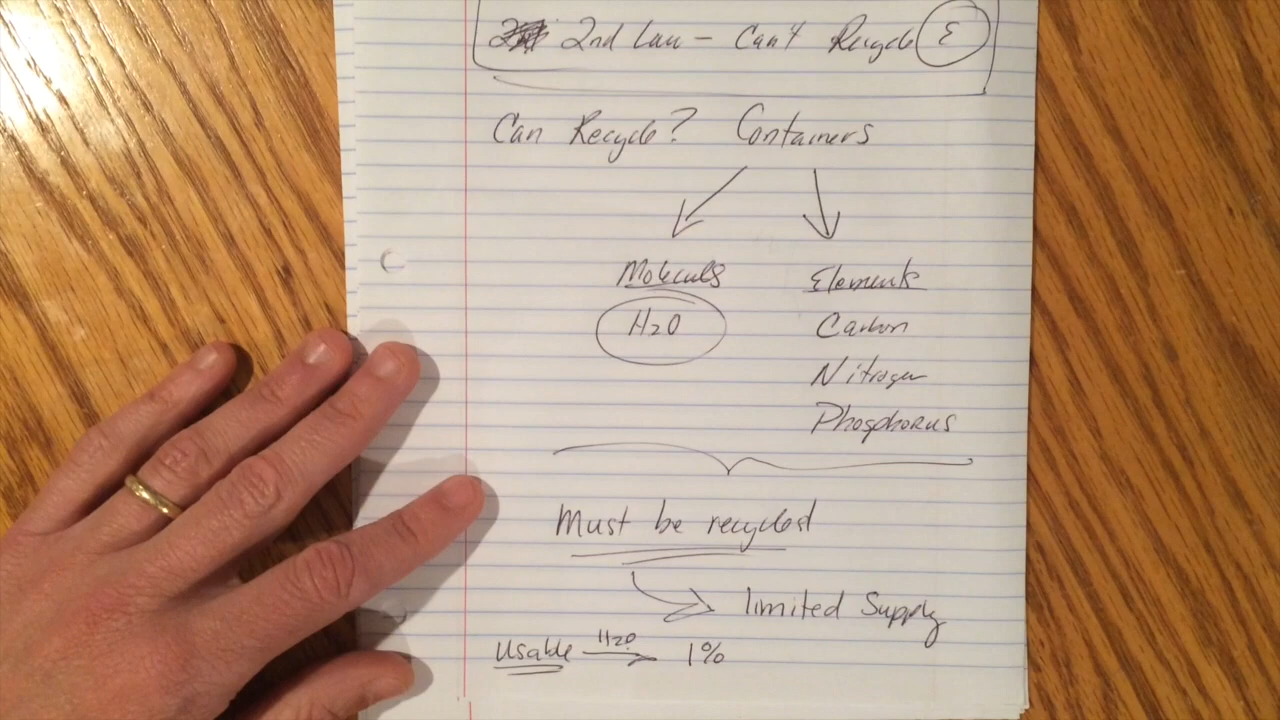 2nd Law - Can't Recycle E
Can Recycle? Containers
Molecules Elements
H2O Carbon
Nitrogen
Phosphorus
Must be recycled
limited Supply
Usable H2O 1%